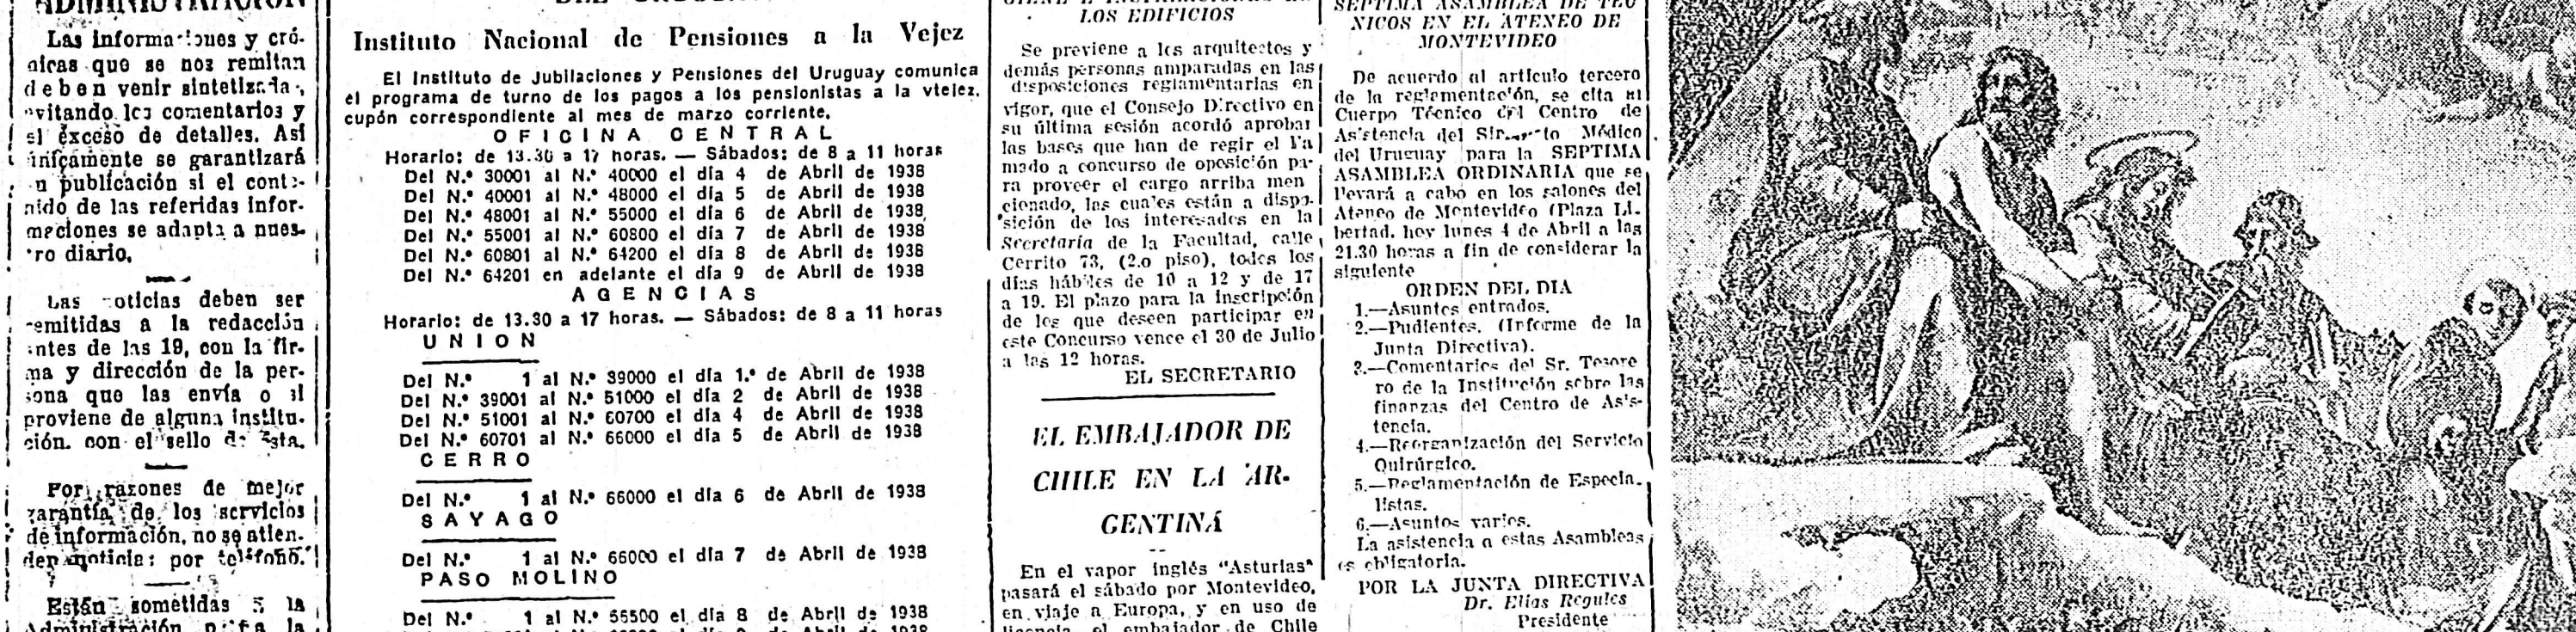 ADMINISTRACION
Las informaciones y cró-
nicas que se nos remitan
deben venir sintetizadas,
evitando los comentarios y
el exceso de detalles. Así
únicamente se garantizará
su publicación si el conte-
nido de las referidas infor-
maciones se adapta a nues-
tro diario.
Las noticias deben ser
remitidas a la redacción
antes de las 19, con la fir-
ma y dirección de la per-
sona que las envía o si
proviene de alguna institu-
ción, con el sello de ésta.
Por razones de mejor
garantía de los servicios
de información, no se atien-
den noticias por teléfono.
Están sometidas a la
Administración para la
Instituto Nacional de Pensiones a la Vejez
El Instituto de Jubilaciones y Pensiones del Uruguay comunica
el programa de turno de los pagos a los pensionistas a la vtelez.
cupón correspondiente al mes de marzo corriente.
OFICINA CENTRAL
Horario: de 13.30 a 17 horas. — Sábados: de 8 a 11 horas
Del N.º 30001 al N.º 40000 el día 4 de Abril de 1938
Del N.º 40001 al N.º 48000 el día 5 de Abril de 1938
Del N.º 48001 al N.º 55000 el día 6 de Abril de 1938
Del N.º 55001 al N.º 60800 el día 7 de Abril de 1938
Del N.º 60801 al N.º 64200 el día 8 de Abril de 1938
Del N.º 64201 en adelante el día 9 de Abril de 1938
AGENCIAS
Horario: de 13.30 a 17 horas. — Sábados: de 8 a 11 horas
UNION
Del N.º 1 al N.º 39000 el día 1.º de Abril de 1938
Del N.º 39001 al N.º 51000 el día 2 de Abril de 1938
Del N.º 51001 al N.º 60700 el día 4 de Abril de 1938
Del N.º 60701 al N.º 66000 el día 5 de Abril de 1938
CERRO
Del N.º 1 al N.º 66000 el día 6 de Abril de 1938
SAYAGO
Del N.º 1 al N.º 66000 el día 7 de Abril de 1938
PASO MOLINO
Del N.º 1 al N.º 55500 el día 8 de Abril de 1938
LOS EDIFICIOS
Se previene a los arquitectos y
demás personas amparadas en las
disposiciones reglamentarias en
vigor, que el Consejo Directivo en
su última sesión acordó aprobar
las bases que han de regir el lla
mado a concurso de oposición pa-
ra proveer el cargo arriba men
cionado, las cuales están a dispo-
sición de los interesados en la
Secretaría de la Facultad, calle
Cerrito 73, (2.o piso), todos los
días hábiles de 10 a 12 y de 17
a 19. El plazo para la inscripción
de los que deseen participar en
este Concurso vence el 30 de Julio
a las 12 horas.
EL SECRETARIO
EL EMBAJADOR DE
CHILE EN LA AR-
GENTINA
En el vapor inglés "Asturias"
pasará el sábado por Montevideo,
en viaje a Europa, y en uso de
licencia, el embajador de Chile
SEPTIMA ASAMBLEA DE TEC
NICOS EN EL ATENEO DE
MONTEVIDEO
De acuerdo al artículo tercero
de la reglamentación, se cita al
Cuerpo Técnico del Centro de
Asistencia del Sindicato Médico
del Uruguay para la SEPTIMA
ASAMBLEA ORDINARIA que se
llevará a cabo en los salones del
Ateneo de Montevideo (Plaza Li-
bertad, hoy lunes 4 de Abril a las
21.30 horas a fin de considerar la
siguiente
ORDEN DEL DIA
1.—Asuntos entrados.
2.—Pudientes. (Informe de la
Junta Directiva).
3.—Comentarios del Sr. Tesore
ro de la Institución sobre las
finanzas del Centro de Asis-
tencia.
4.—Reorganización del Servicio
Quirúrgico.
5.—Reglamentación de Especia-
listas.
6.—Asuntos varios.
La asistencia a estas Asambleas
es obligatoria.
POR LA JUNTA DIRECTIVA
Dr. Elías Regules
Presidente